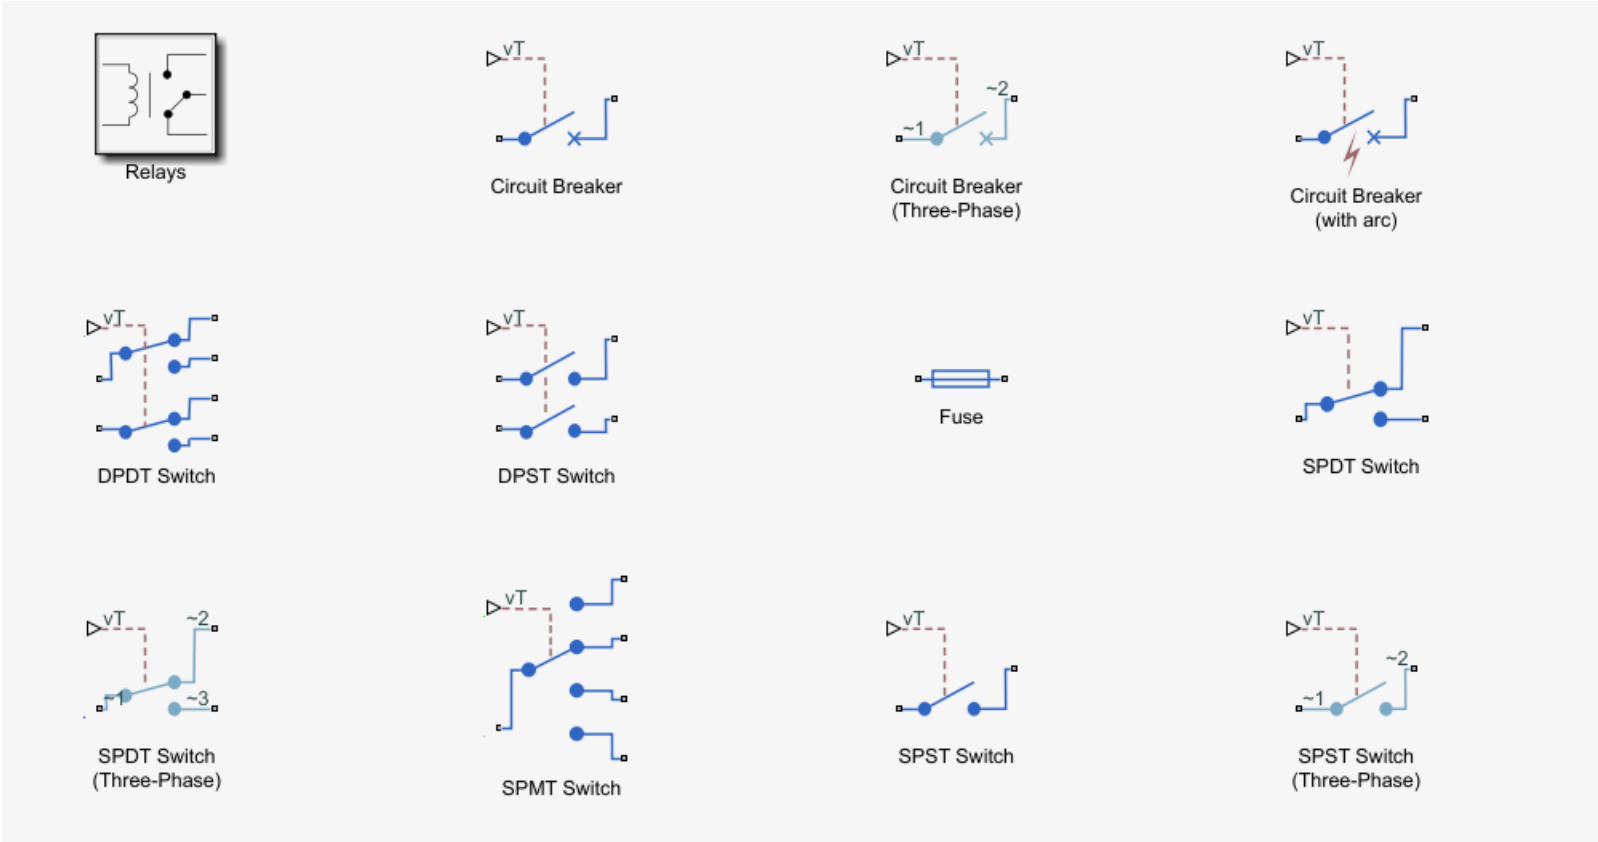 vT
vT
~2
~1
vT
Relays
Circuit Breaker
Circuit Breaker
(Three-Phase)
Circuit Breaker
(with arc)
vT
vT
vT
DPDT Switch
DPST Switch
Fuse
SPDT Switch
vT
~2
~1
~3
vT
vT
vT
~2
~1
SPDT Switch
(Three-Phase)
SPMT Switch
SPST Switch
SPST Switch
(Three-Phase)